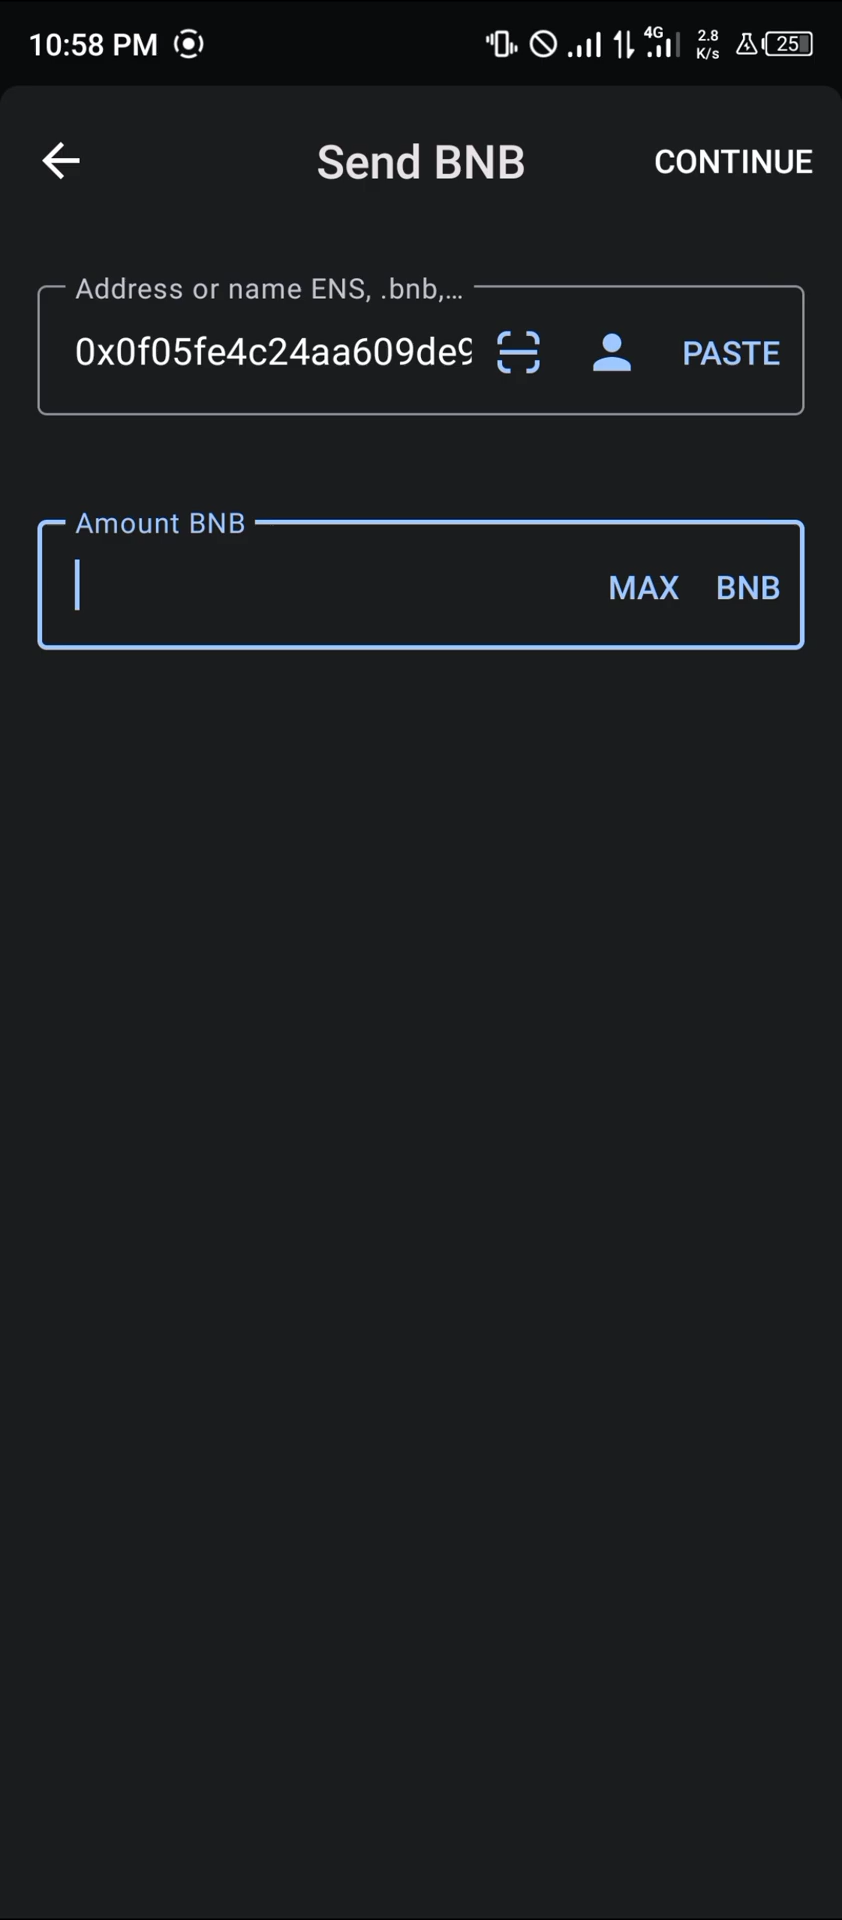 10:58 PM 4G 2.8 K/s 25
Send BNB CONTINUE
Address or name ENS, .bnb,...
0x0f05fe4c24aa609de9 PASTE
Amount BNB
MAX BNB